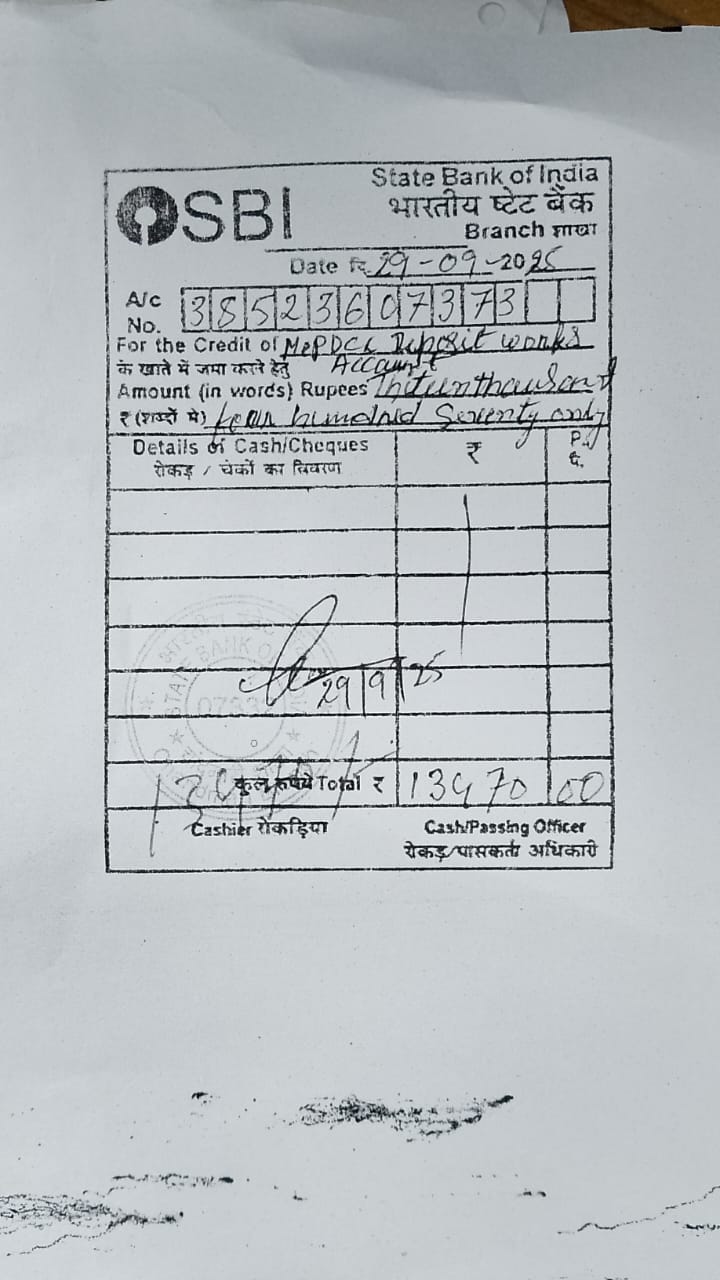 SBI
State Bank of India
भारतीय स्टेट बैंक
Branch शाखा
Date दि. 29-09-2025
A/c No. 38523607373
For the Credit of MePDCL Deposit works
के खाते में जमा करने हेतु Account
Amount (in words) Rupees Thiteenthousand
₹ (शब्दों मे) four hundred Seventy only
Details of Cash/Cheques ₹ P.
रोकड़ / चेकों का विवरण पै.
29/9/25
कुल रुपये Total ₹ 13470 00
Cashier रोकड़िया Cash/Passing Officer
रोकड़/पासकर्ता अधिकारी